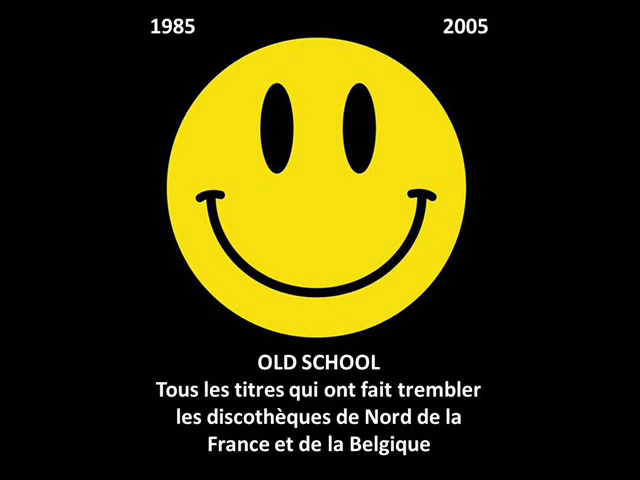 1985 2005
OLD SCHOOL
Tous les titres qui ont fait trembler
les discothèques de Nord de la
France et de la Belgique